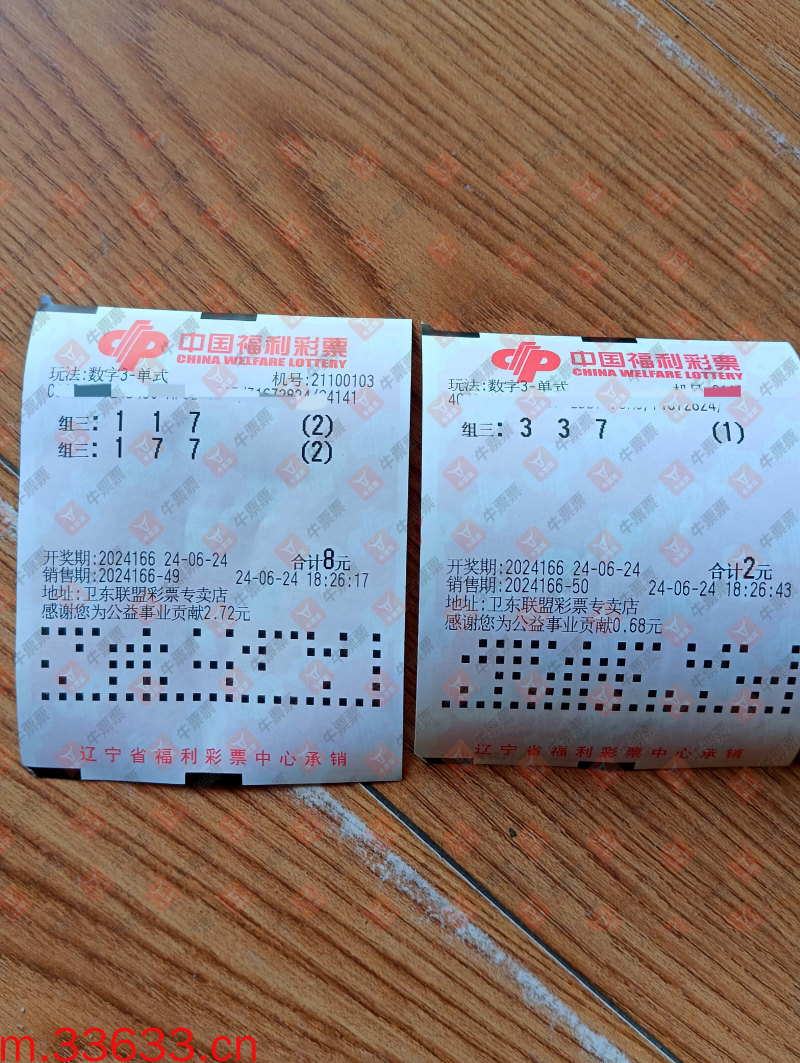 中国福利彩票
CHINA WELFARE LOTTERY
玩法:数字3-单式 机号:21100103
组三: 1 1 7 (2)
组三: 1 7 7 (2)
开奖期:2024166 24-06-24 合计8元
销售期:2024166-49 24-06-24 18:26:17
地址:卫东联盟彩票专卖店
感谢您为公益事业贡献2.72元
辽宁省福利彩票中心承销
中国福利彩票
CHINA WELFARE LOTTERY
玩法:数字3-单式
组三: 3 3 7 (1)
开奖期:2024166 24-06-24 合计2元
销售期:2024166-50 24-06-24 18:26:43
地址:卫东联盟彩票专卖店
感谢您为公益事业贡献0.68元
辽宁省福利彩票中心承销
牛票票
m.33633.cn